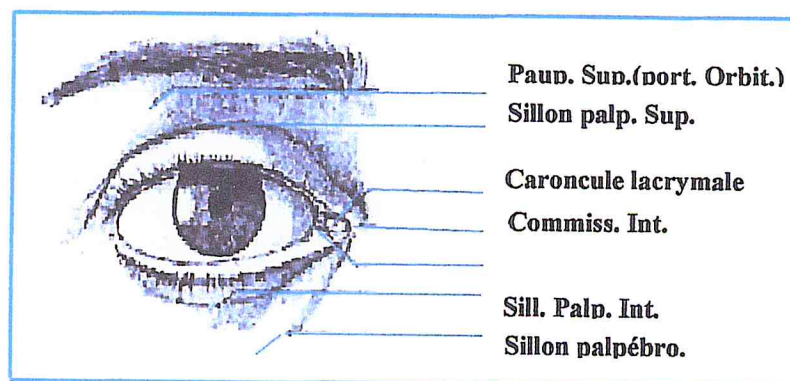 Paup. Sup.(port. Orbit.)
Sillon palp. Sup.
Caroncule lacrymale
Commiss. Int.
Sill. Palp. Int.
Sillon palpébro.